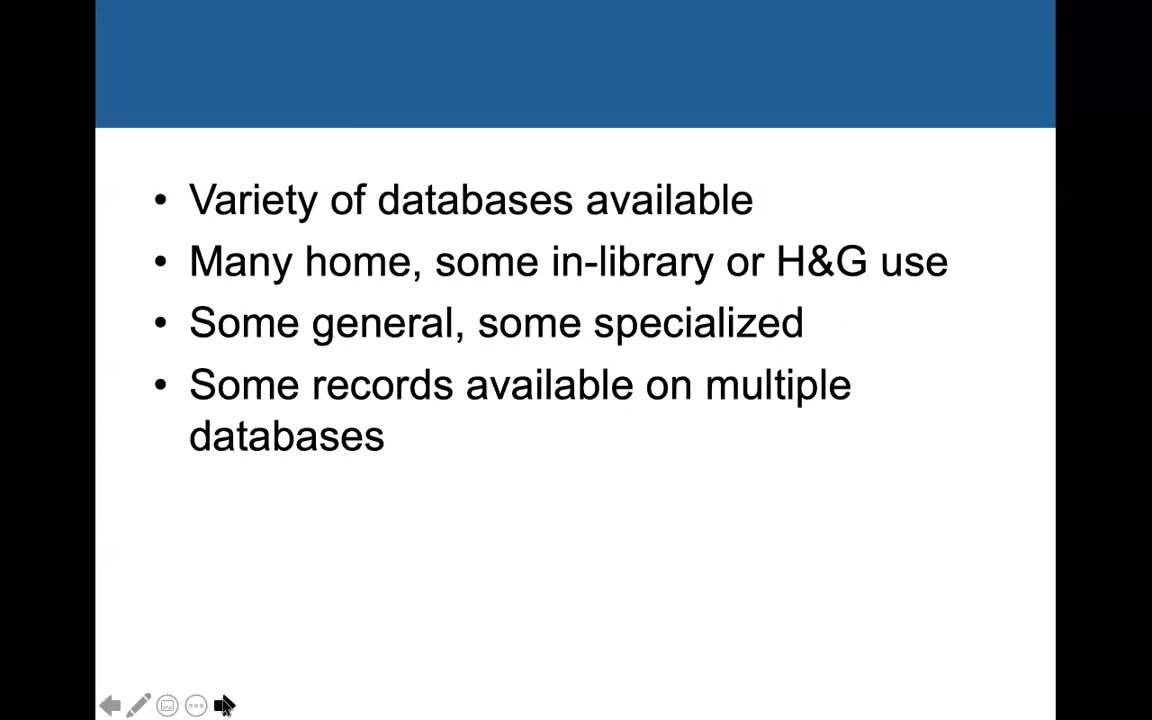 • Variety of databases available
• Many home, some in-library or H&G use
• Some general, some specialized
• Some records available on multiple
databases